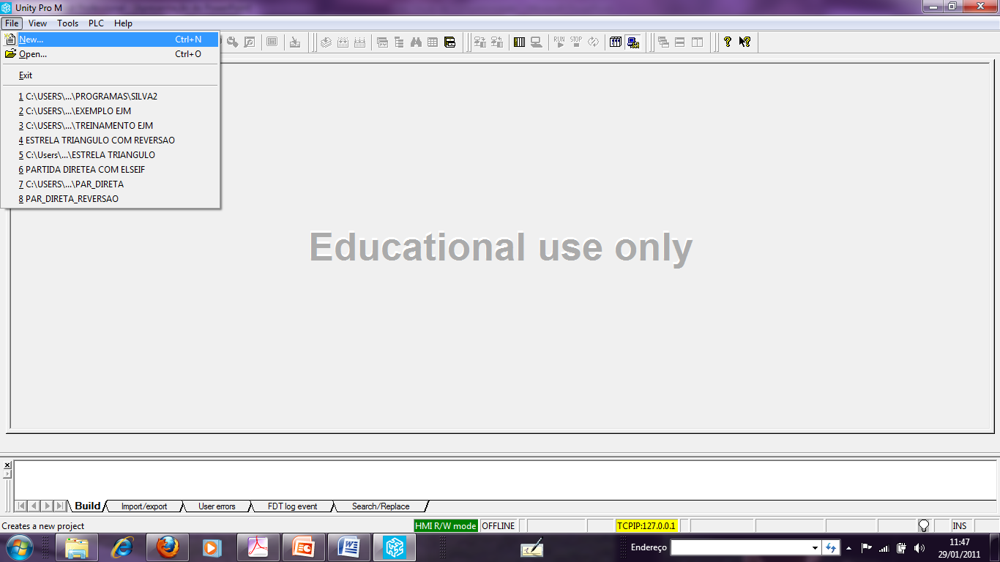 Unity Pro M
File View Tools PLC Help
New... Ctrl+N
Open... Ctrl+O
Exit
1 C:\USERS\...\PROGRAMAS\SILVA2
2 C:\USERS\...\EXEMPLO EJM
3 C:\USERS\...\TREINAMENTO EJM
4 ESTRELA TRIANGULO COM REVERSAO
5 C:\Users\...\ESTRELA TRIANGULO
6 PARTIDA DIRETEA COM ELSEIF
7 C:\USERS\...\PAR_DIRETA
8 PAR_DIRETA_REVERSAO
RUN STOP
Educational use only
Build Import/export User errors FDT log event Search/Replace
Creates a new project HMI R/W mode OFFLINE TCPIP:127.0.0.1 INS
Endereço
11:47
29/01/2011